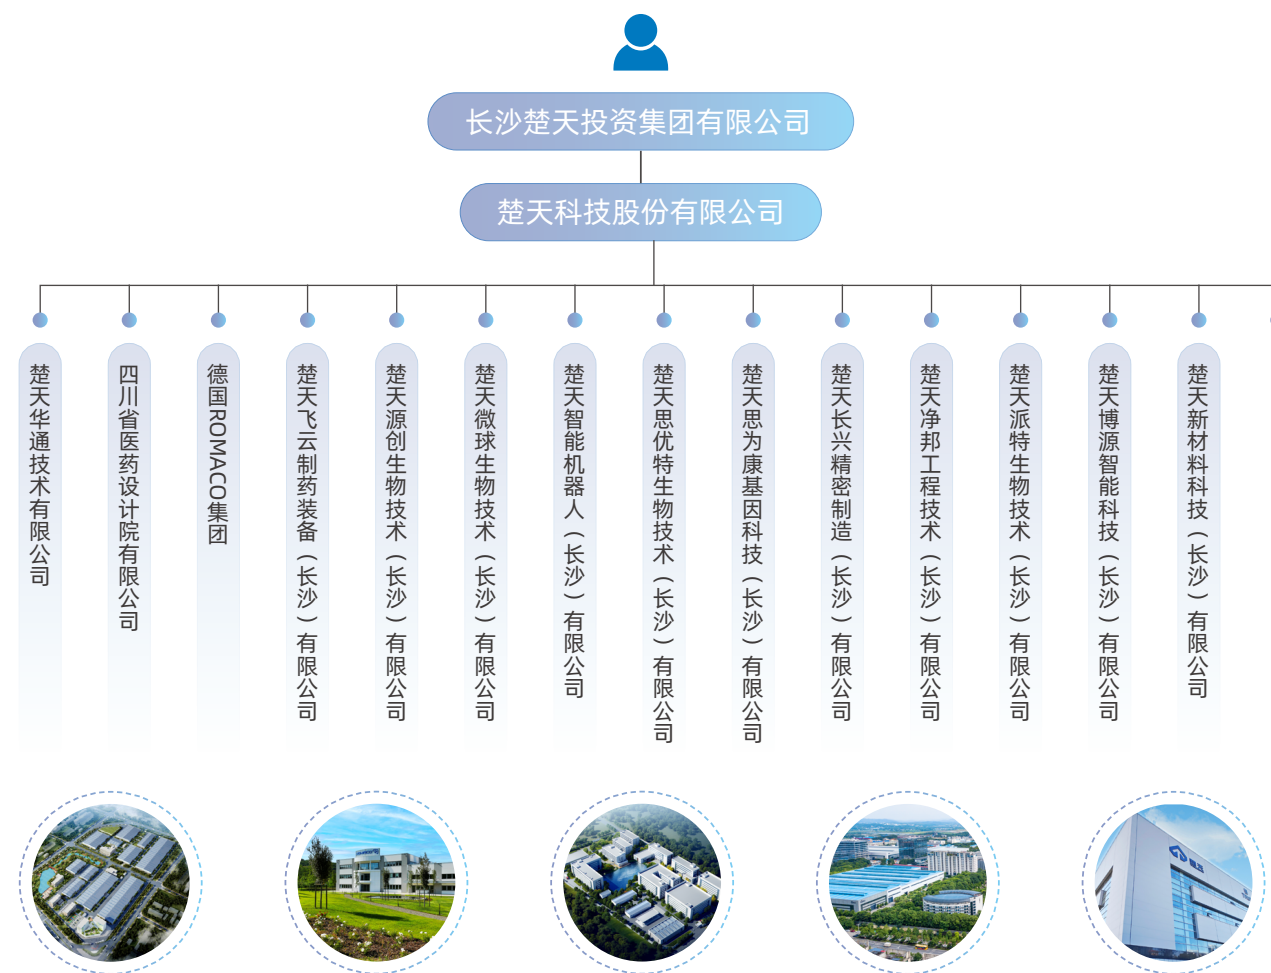 长沙楚天投资集团有限公司
楚天科技股份有限公司
楚天华通技术有限公司
四川省医药设计院有限公司
德国ROMACO集团
楚天飞云制药装备（长沙）有限公司
楚天源创生物技术（长沙）有限公司
楚天微球生物技术（长沙）有限公司
楚天智能机器人（长沙）有限公司
楚天思优特生物技术（长沙）有限公司
楚天思为康基因科技（长沙）有限公司
楚天长兴精密制造（长沙）有限公司
楚天净邦工程技术（长沙）有限公司
楚天派特生物技术（长沙）有限公司
楚天博源智能科技（长沙）有限公司
楚天新材料科技（长沙）有限公司
楚天